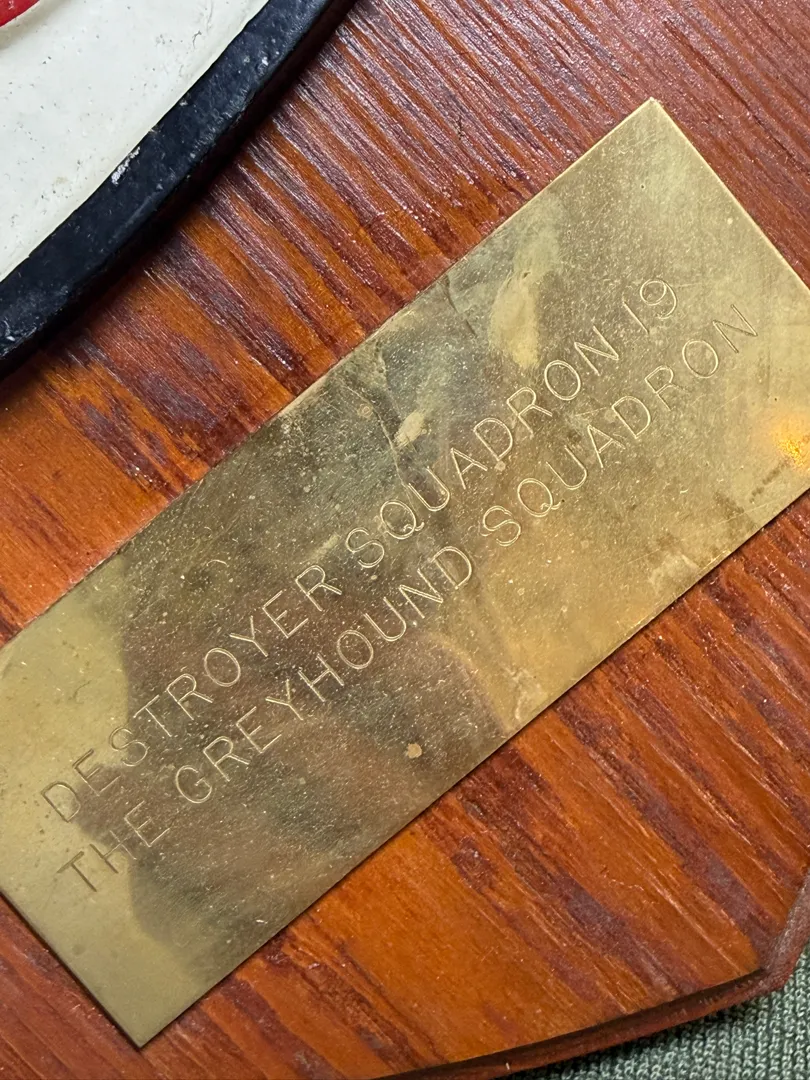 DESTROYER SQUADRON 19
THE GREYHOUND SQUADRON